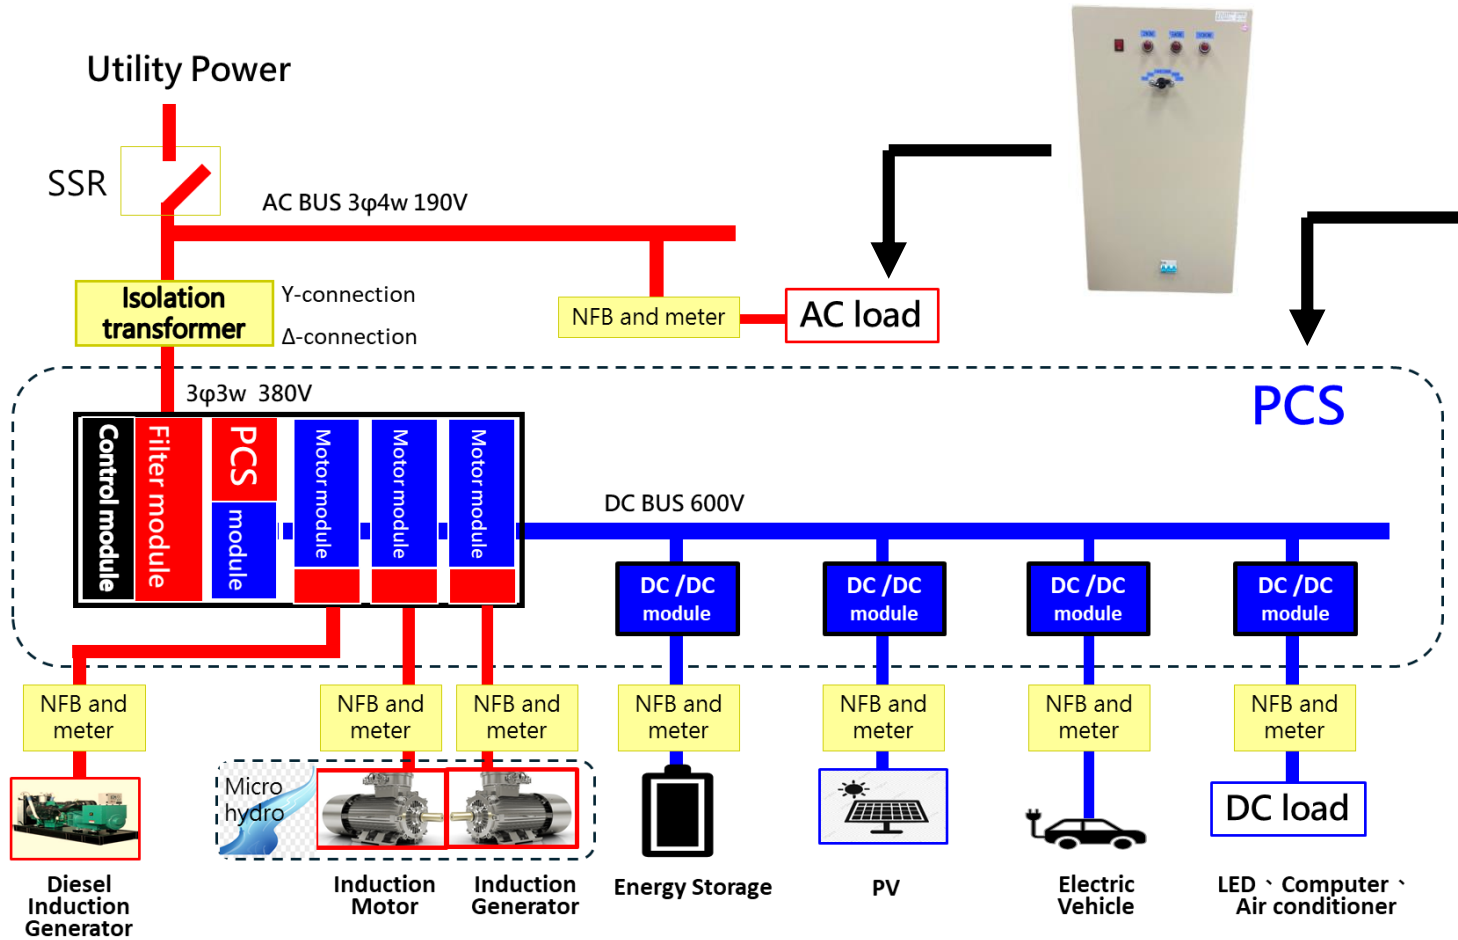 Utility Power
SSR
AC BUS 3φ4w 190V
Isolation
transformer
Y-connection
Δ-connection
NFB and meter
AC load
3φ3w 380V
PCS
Control module
Filter module
PCS
module
Motor module
Motor module
Motor module
DC BUS 600V
DC /DC
module
DC /DC
module
DC /DC
module
DC /DC
module
NFB and
meter
NFB and
meter
NFB and
meter
NFB and
meter
NFB and
meter
NFB and
meter
NFB and
meter
Micro
hydro
DC load
Diesel
Induction
Generator
Induction
Motor
Induction
Generator
Energy Storage
PV
Electric
Vehicle
LED、Computer、
Air conditioner